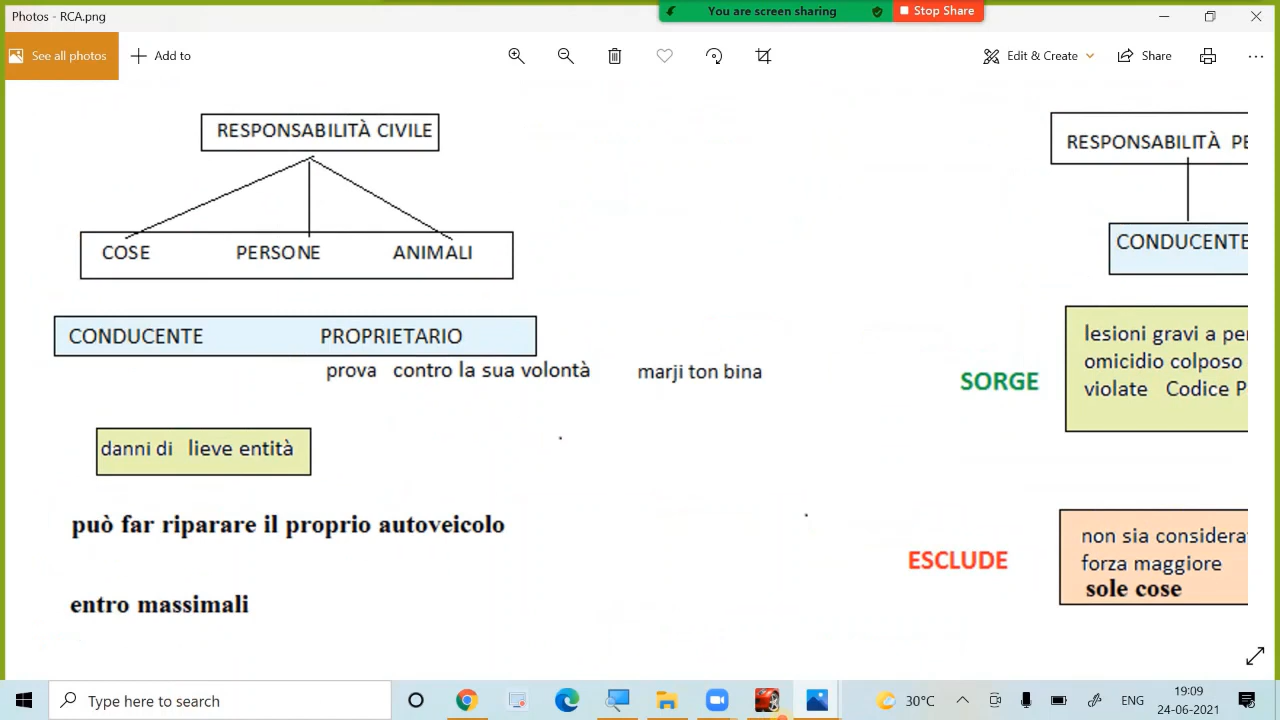 Photos - RCA.png
You are screen sharing
Stop Share
See all photos
Add to
Edit & Create
Share
RESPONSABILITÀ CIVILE
COSE PERSONE ANIMALI
CONDUCENTE PROPRIETARIO
prova contro la sua volontà marji ton bina
danni di lieve entità
può far riparare il proprio autoveicolo
entro massimali
RESPONSABILITÀ PE
CONDUCENTE
SORGE
lesioni gravi a per
omicidio colposo
violate Codice P
ESCLUDE
non sia considera
forza maggiore
sole cose
Type here to search
30°C
ENG
19:09
24-06-2021